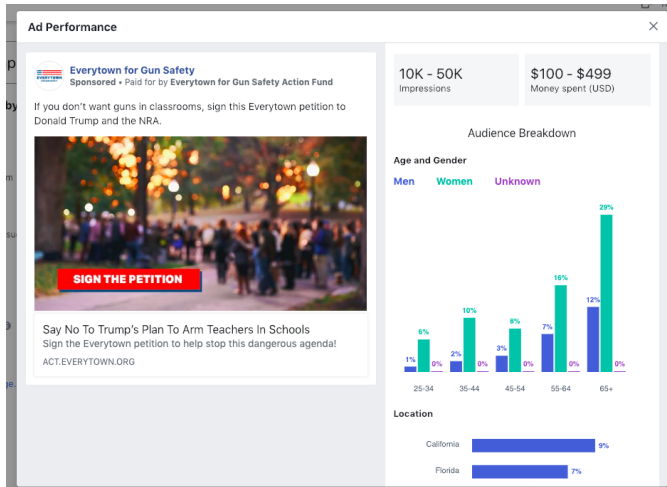 Ad Performance
Everytown for Gun Safety
Sponsored • Paid for by Everytown for Gun Safety Action Fund
If you don't want guns in classrooms, sign this Everytown petition to
Donald Trump and the NRA.
SIGN THE PETITION
Say No To Trump's Plan To Arm Teachers In Schools
Sign the Everytown petition to help stop this dangerous agenda!
ACT.EVERYTOWN.ORG
10K - 50K
Impressions
$100 - $499
Money spent (USD)
Audience Breakdown
Age and Gender
Men Women Unknown
1% 6% 0% 2% 10% 0% 3% 8% 0% 7% 16% 0% 12% 29% 0%
25-34 35-44 45-54 55-64 65+
Location
California 9%
Florida 7%